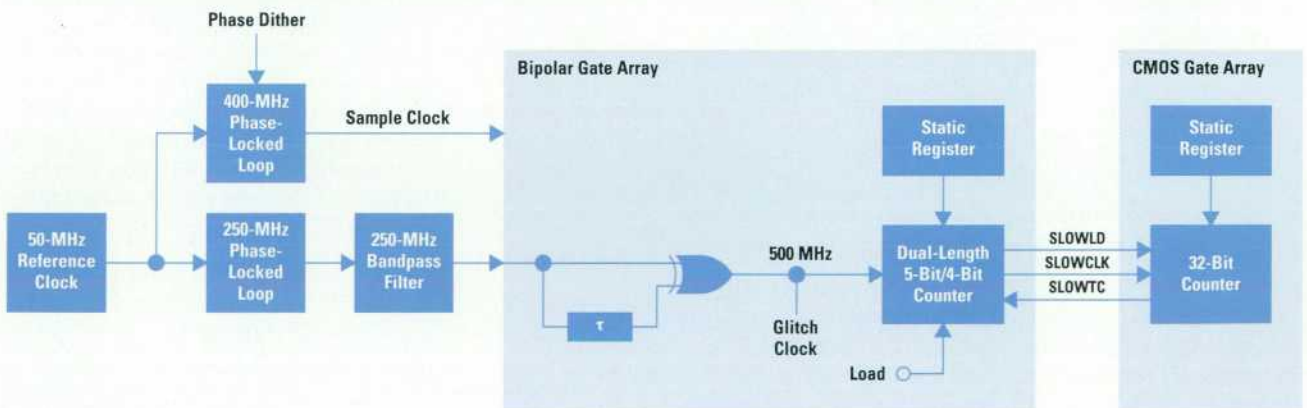 Phase Dither
400-MHz
Phase-
Locked
Loop
Sample Clock
50-MHz
Reference
Clock
250-MHz
Phase-
Locked
Loop
250-MHz
Bandpass
Filter
Bipolar Gate Array
τ
500 MHz
Glitch
Clock
Static
Register
Dual-Length
5-Bit/4-Bit
Counter
Load
SLOWLD
SLOWCLK
SLOWTC
CMOS Gate Array
Static
Register
32-Bit
Counter